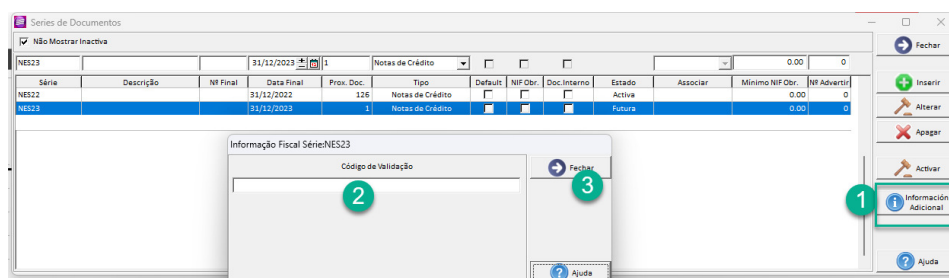 Series de Documentos
Não Mostrar Inactiva
Fechar
NES23 31/12/2023 1 Notas de Crédito 0.00 0
Série Descrição Nº Final Data Final Prox. Doc. Tipo Default NIF Obr. Doc.Interno Estado Associar Mínimo NIF Obr. Nº Advertir
NES22 31/12/2022 126 Notas de Crédito Activa 0.00 0
NES23 31/12/2023 1 Notas de Crédito Futura 0.00 0
Inserir
Alterar
Apagar
Activar
1
Información
Adicional
Ajuda
Informação Fiscal Série:NES23
Código de Validação
2
Fechar
3
Ajuda